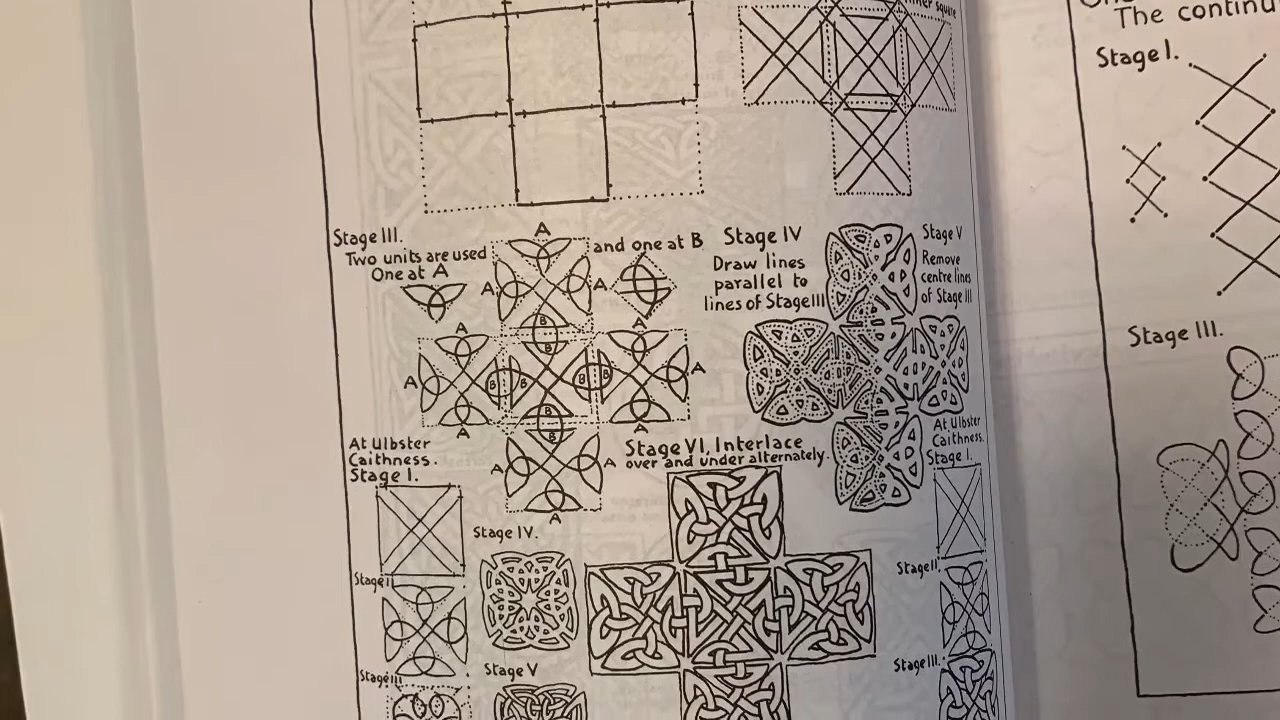 ner square
The continu
Stage I.
Stage III.
Two units are used
One at A
A
A
A
and one at B
Stage IV
Draw lines
parallel to
lines of Stage III
Stage V
Remove
centre lines
of Stage III
Stage III.
A
A
A
A
A
A
B
B
B
B
B
B
B
B
A
A
A
A
A
At Ulbster
Caithness.
Stage I.
Stage VI, Interlace
over and under alternately.
At Ulbster
Caithness.
Stage I.
Stage IV.
Stage II
Stage II
Stage V
Stage III
Stage III.